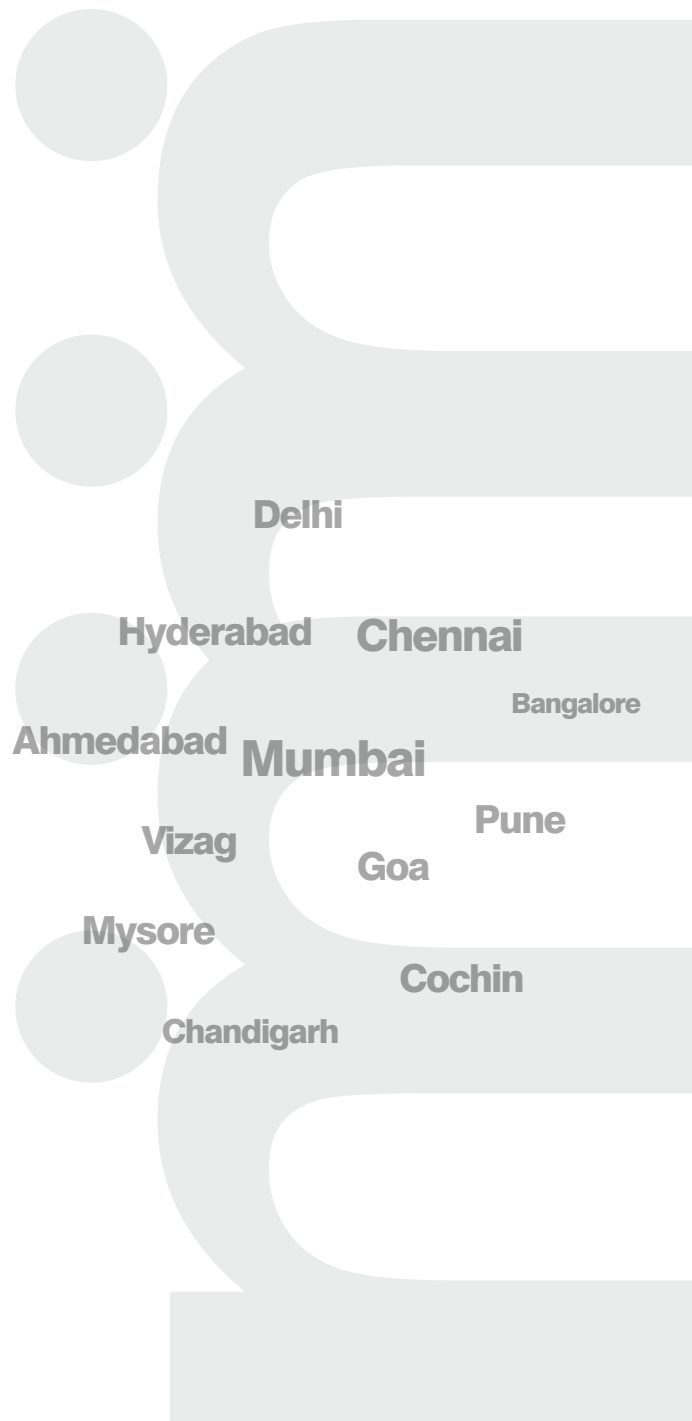 Delhi
Hyderabad
Chennai
Bangalore
Ahmedabad
Mumbai
Pune
Vizag
Goa
Mysore
Cochin
Chandigarh